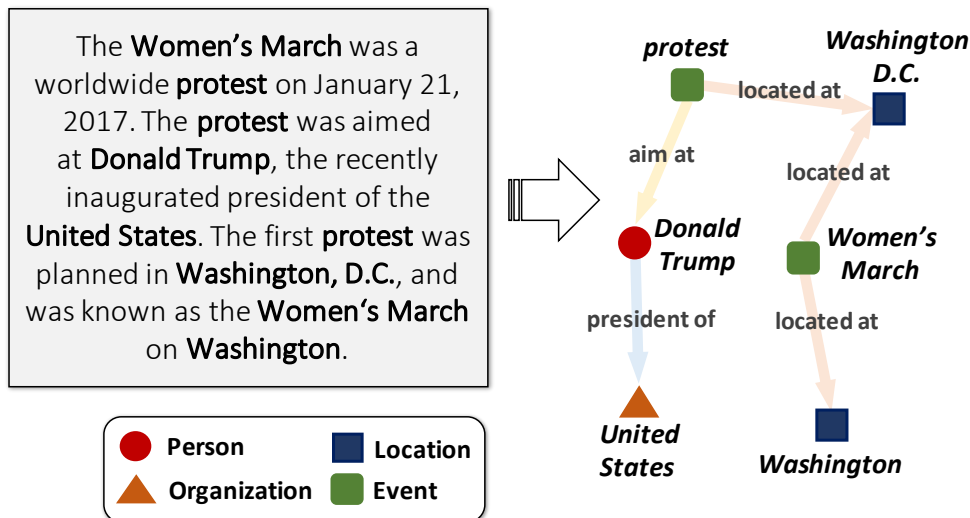 The Women's March was a
worldwide protest on January 21,
2017. The protest was aimed
at Donald Trump, the recently
inaugurated president of the
United States. The first protest was
planned in Washington, D.C., and
was known as the Women‘s March
on Washington.
protest
Washington
D.C.
located at
aim at
located at
Donald
Trump
Women's
March
president of
located at
United
States
Washington
Person
Location
Organization
Event